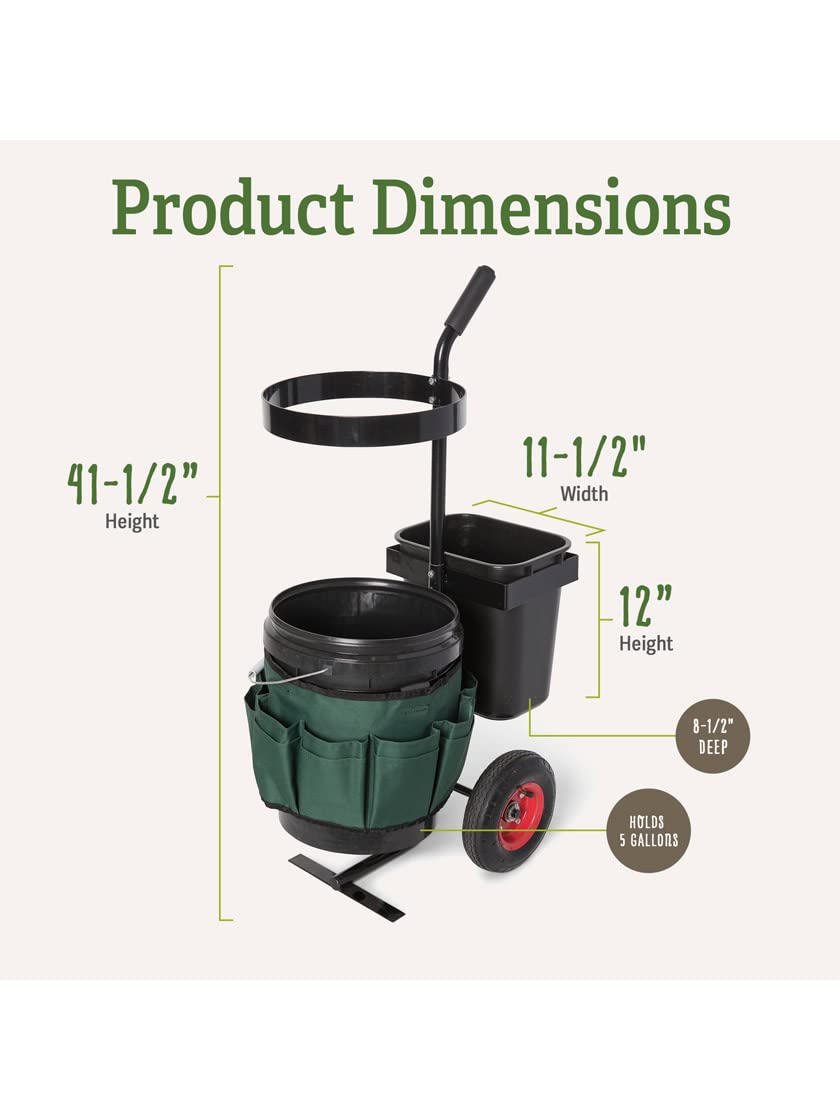 Product Dimensions
41-1/2”
Height
11-1/2"
Width
12”
Height
8-1/2"
DEEP
HOLDS
5 GALLONS